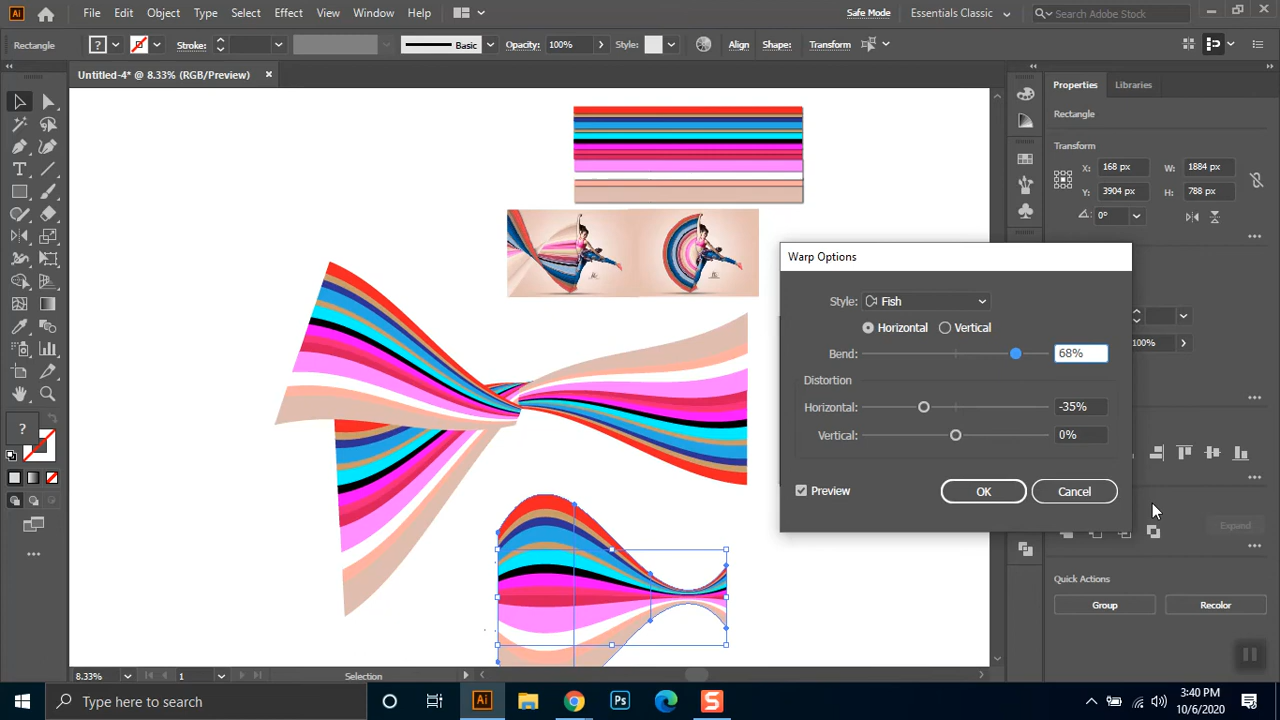 Ai File Edit Object Type Select Effect View Window Help Safe Mode Essentials Classic Search Adobe Stock
Rectangle ? Stroke: Basic Opacity: 100% Style: Align Shape: Transform
Untitled-4* @ 8.33% (RGB/Preview) ×
Properties Libraries
Rectangle
Transform
X: 168 px W: 1884 px
Y: 3904 px H: 788 px
0°
Warp Options
Style: Fish
Horizontal Vertical
100%
Bend: 68%
Distortion
Horizontal: -35%
Vertical: 0%
Preview OK Cancel
?
Expand
Quick Actions
Group Recolor
8.33% 1 Selection
Type here to search Ai Ps S 3:40 PM
10/6/2020